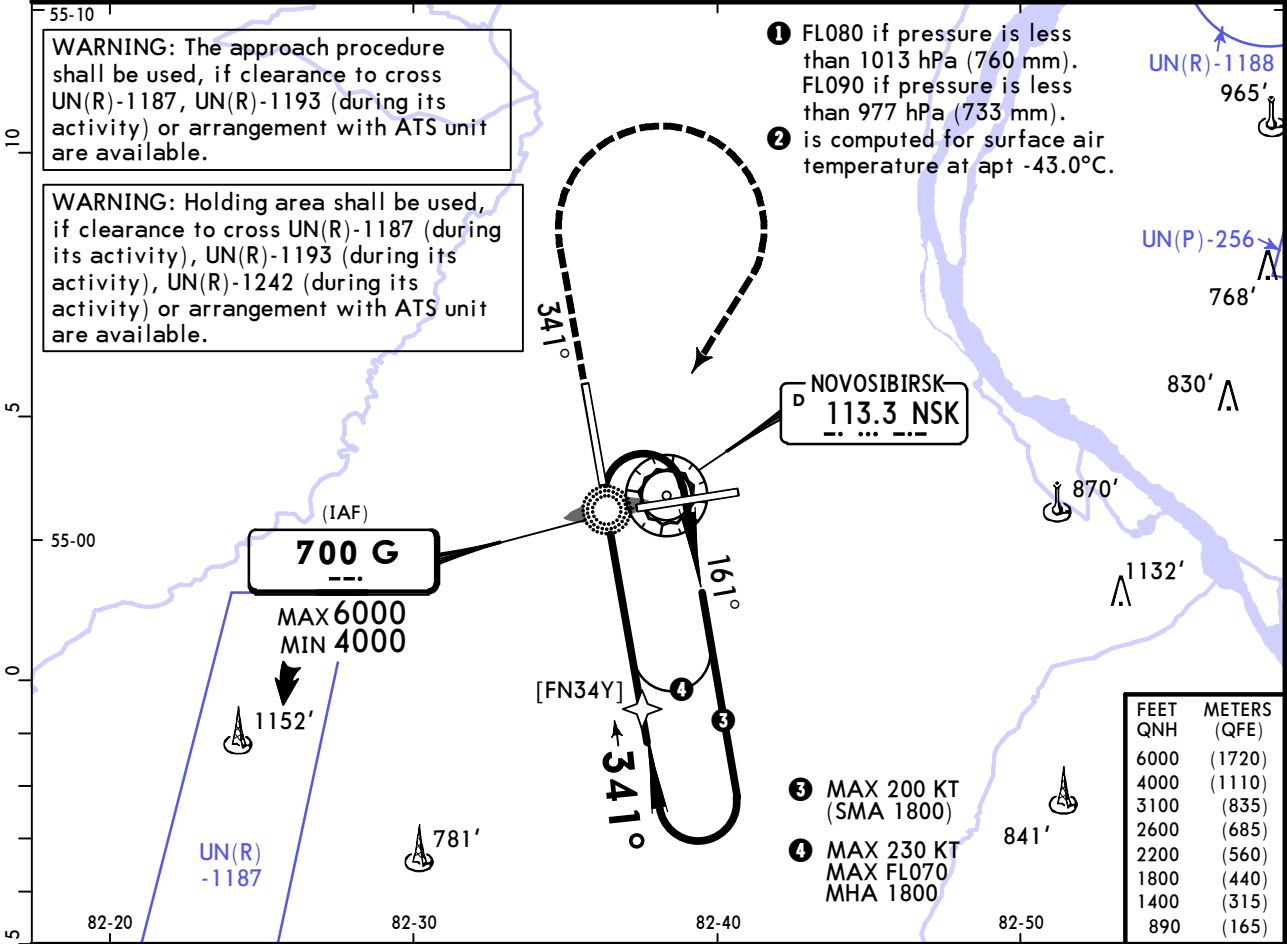 55-10
WARNING: The approach procedure
shall be used, if clearance to cross
UN(R)-1187, UN(R)-1193 (during its
activity) or arrangement with ATS unit
are available.
WARNING: Holding area shall be used,
if clearance to cross UN(R)-1187 (during
its activity), UN(R)-1193 (during its
activity), UN(R)-1242 (during its
activity) or arrangement with ATS unit
are available.
1 FL080 if pressure is less
than 1013 hPa (760 mm).
FL090 if pressure is less
than 977 hPa (733 mm).
2 is computed for surface air
temperature at apt -43.0°C.
UN(R)-1188
965'
UN(P)-256
768'
830'
870'
1132'
10
5
0
5
341°
NOVOSIBIRSK
D 113.3 NSK
(IAF)
700 G
MAX 6000
MIN 4000
55-00
161°
[FN34Y]
4
3
341°
1152'
781'
UN(R)
-1187
3 MAX 200 KT
(SMA 1800)
4 MAX 230 KT
MAX FL070
MHA 1800
841'
FEET METERS
QNH (QFE)
6000 (1720)
4000 (1110)
3100 (835)
2600 (685)
2200 (560)
1800 (440)
1400 (315)
890 (165)
82-20
82-30
82-40
82-50